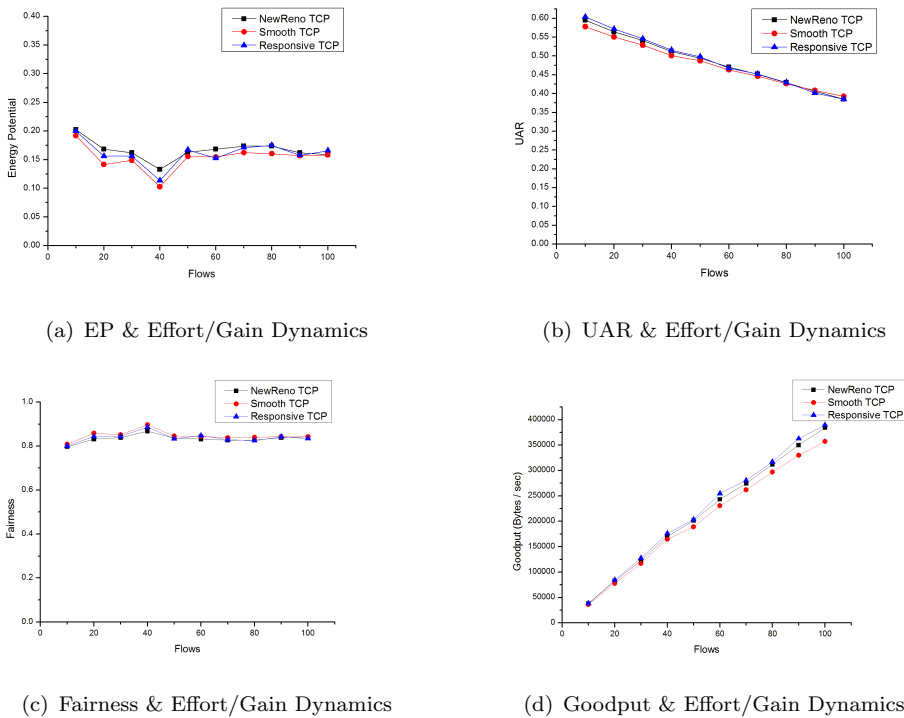 0.40
0.35
0.30
0.25
0.20
0.15
0.10
0.05
0.00
Energy Potential
0 20 40 60 80 100
Flows
NewReno TCP
Smooth TCP
Responsive TCP
(a) EP & Effort/Gain Dynamics
0.60
0.55
0.50
0.45
0.40
0.35
0.30
0.25
0.20
0.15
0.10
0.05
0.00
UAR
0 20 40 60 80 100
Flows
NewReno TCP
Smooth TCP
Responsive TCP
(b) UAR & Effort/Gain Dynamics
1.0
0.8
0.6
0.4
0.2
0.0
Fairness
0 20 40 60 80 100
Flows
NewReno TCP
Smooth TCP
Responsive TCP
(c) Fairness & Effort/Gain Dynamics
400000
350000
300000
250000
200000
150000
100000
50000
0
Goodput (Bytes / sec)
0 20 40 60 80 100
Flows
NewReno TCP
Smooth TCP
Responsive TCP
(d) Goodput & Effort/Gain Dynamics